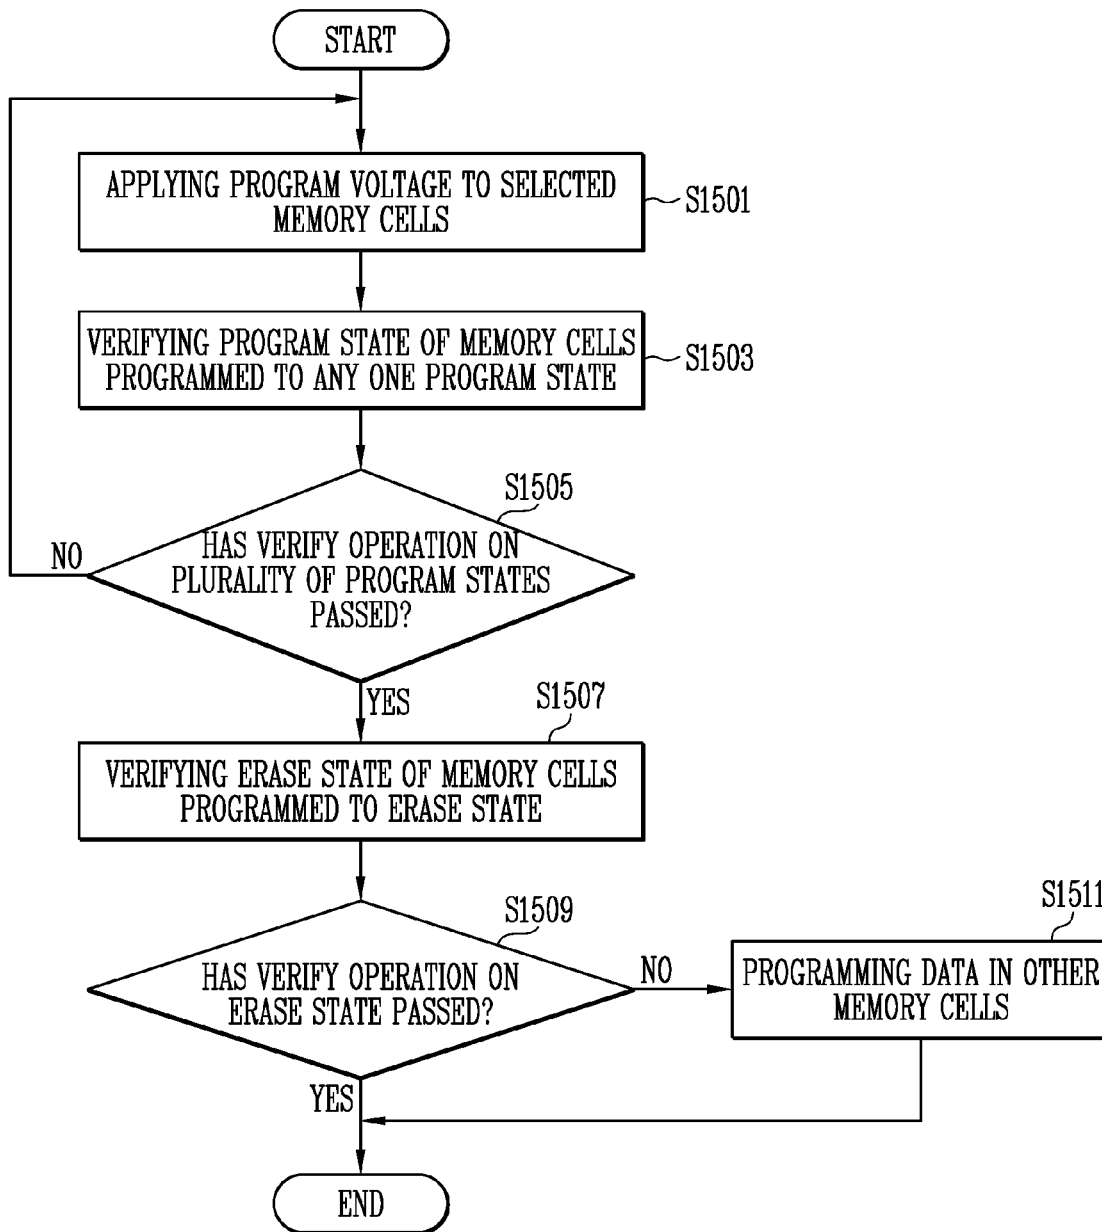 START
APPLYING PROGRAM VOLTAGE TO SELECTED
MEMORY CELLS
S1501
VERIFYING PROGRAM STATE OF MEMORY CELLS
PROGRAMMED TO ANY ONE PROGRAM STATE
S1503
S1505
HAS VERIFY OPERATION ON
PLURALITY OF PROGRAM STATES
PASSED?
NO
YES
S1507
VERIFYING ERASE STATE OF MEMORY CELLS
PROGRAMMED TO ERASE STATE
S1509
HAS VERIFY OPERATION ON
ERASE STATE PASSED?
NO
S1511
PROGRAMMING DATA IN OTHER
MEMORY CELLS
YES
END